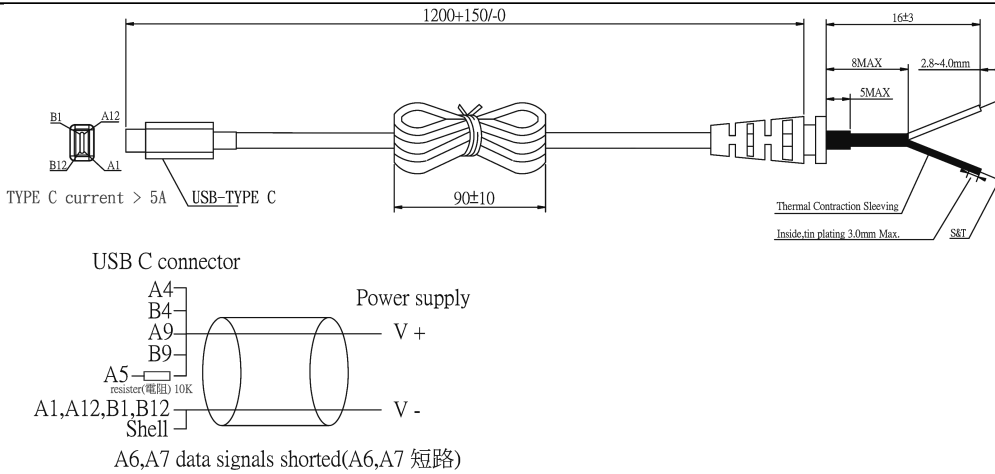 1200+150/-0
16±3
8MAX
2.8~4.0mm
5MAX
B1
A12
B12
A1
TYPE C current > 5A
USB-TYPE C
90±10
Thermal Contraction Sleeving
Inside,tin plating 3.0mm Max.
S&T
USB C connector
A4
B4
A9
B9
Power supply
V +
A5
resister(電阻) 10K
A1,A12,B1,B12
V -
Shell
A6,A7 data signals shorted(A6,A7 短路)